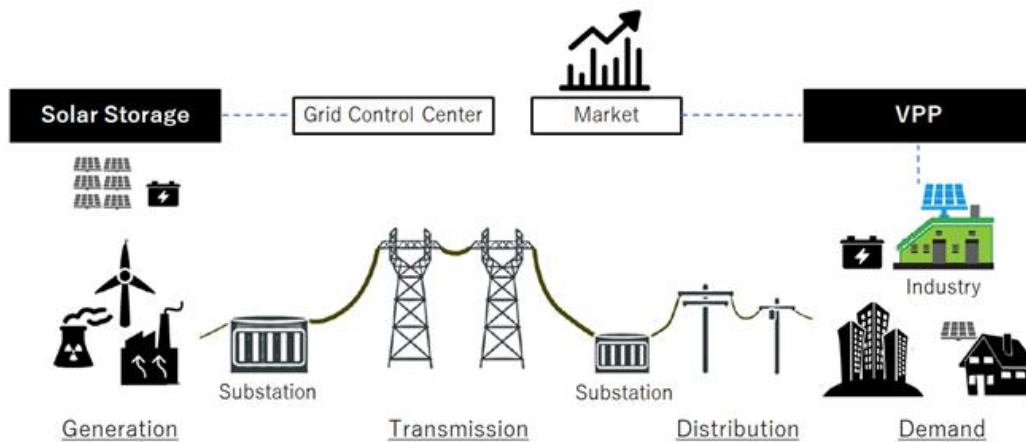 Solar Storage
Grid Control Center
Market
VPP
Industry
Substation
Substation
Generation
Transmission
Distribution
Demand